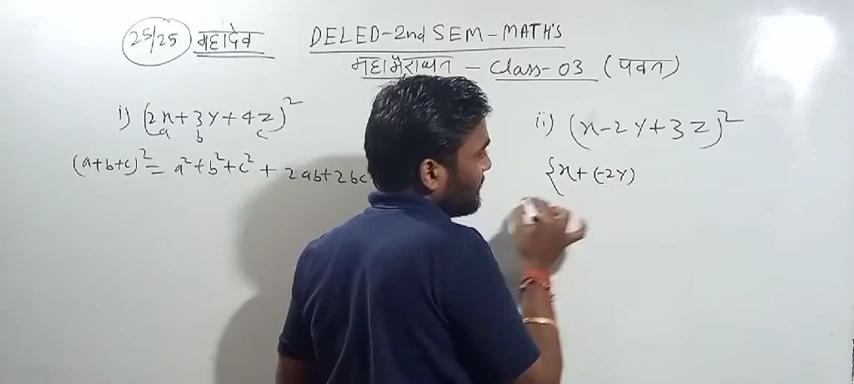 25/25 महादेव DELED-2nd SEM-MATH'S
महामैराथन - Class-03 (पवन)
i) (2x+3y+4z)²
a b c
(a+b+c)² = a²+b²+c² + 2ab+2bc
ii) (x-2y+3z)²
{x+(-2y)